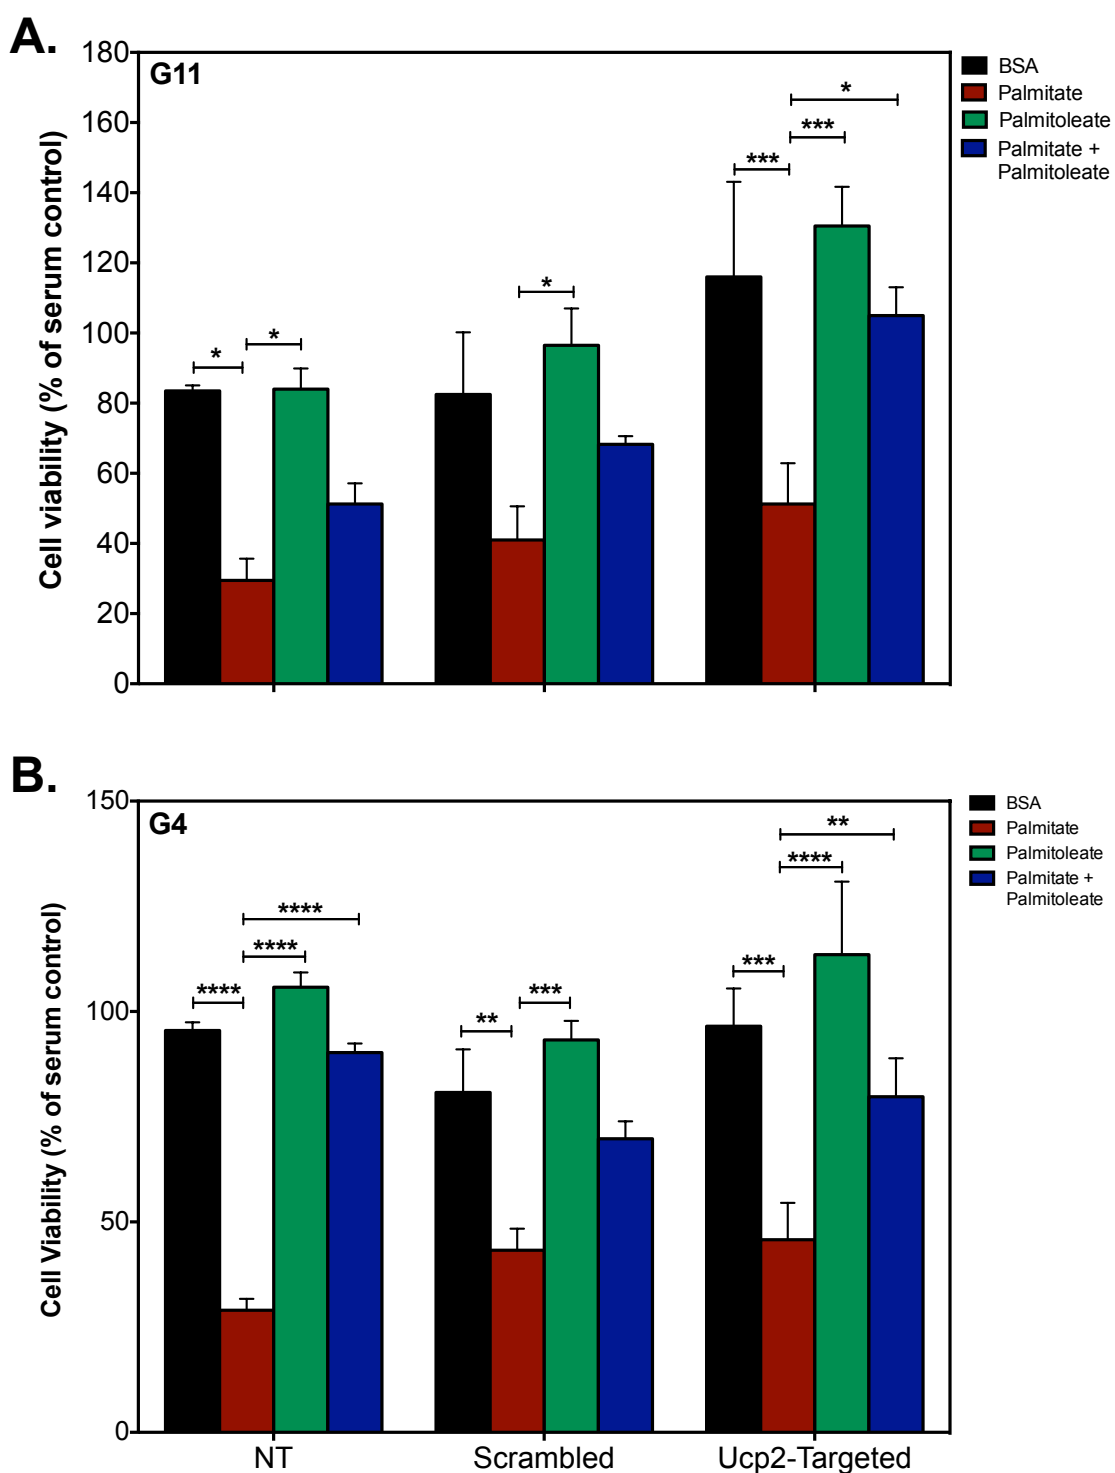 A.
G11
Cell viability (% of serum control)
180
160
140
120
100
80
60
40
20
0
* *
*
*** *** *
BSA
Palmitate
Palmitoleate
Palmitate +
Palmitoleate
B.
G4
Cell Viability (% of serum control)
150
100
50
0
**** **** ****
** ***
*** **** **
BSA
Palmitate
Palmitoleate
Palmitate +
Palmitoleate
NT
Scrambled
Ucp2-Targeted